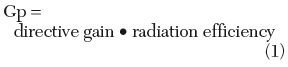 Gp =
directive gain • radiation efficiency
(1)